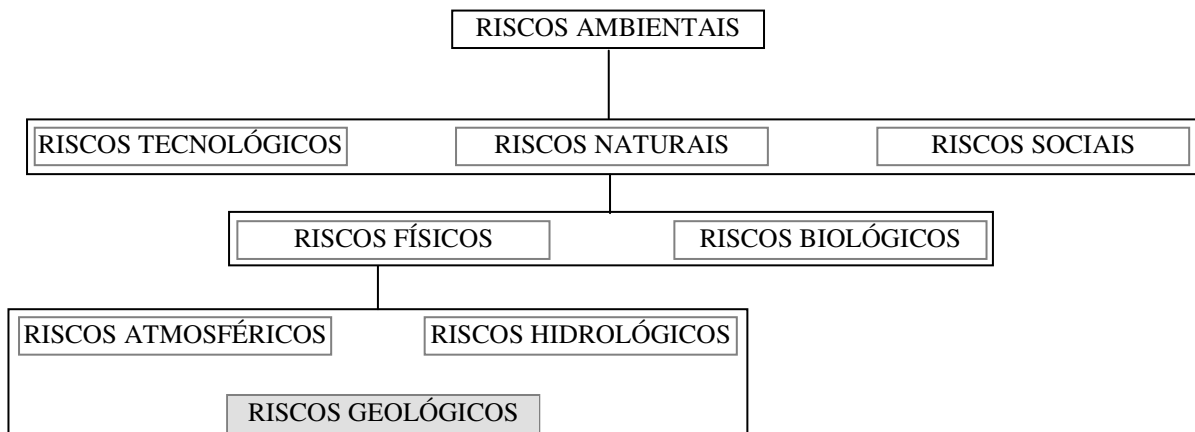 RISCOS AMBIENTAIS
RISCOS TECNOLÓGICOS RISCOS NATURAIS RISCOS SOCIAIS
RISCOS FÍSICOS RISCOS BIOLÓGICOS
RISCOS ATMOSFÉRICOS RISCOS HIDROLÓGICOS
RISCOS GEOLÓGICOS